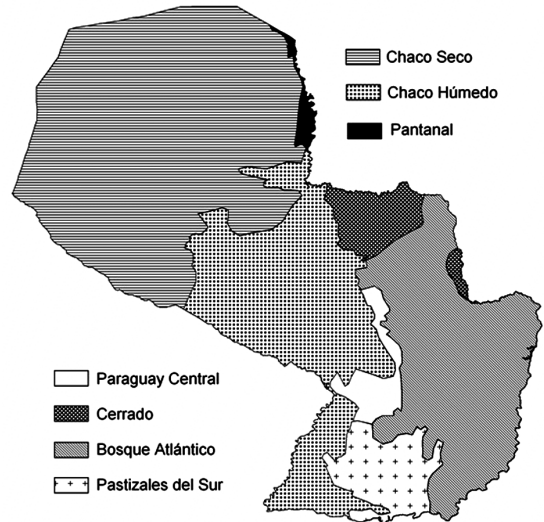 Chaco Seco
Chaco Húmedo
Pantanal
Paraguay Central
Cerrado
Bosque Atlántico
Pastizales del Sur